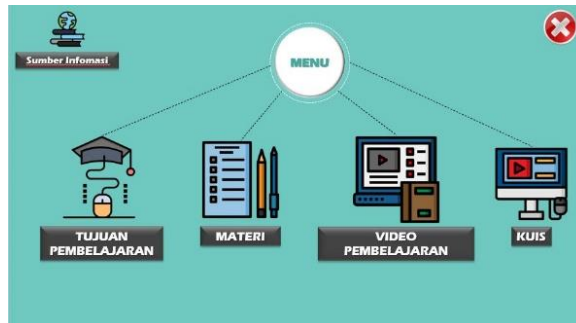 Sumber Infomasi
MENU
TUJUAN
PEMBELAJARAN
MATERI
VIDEO
PEMBELAJARAN
KUIS